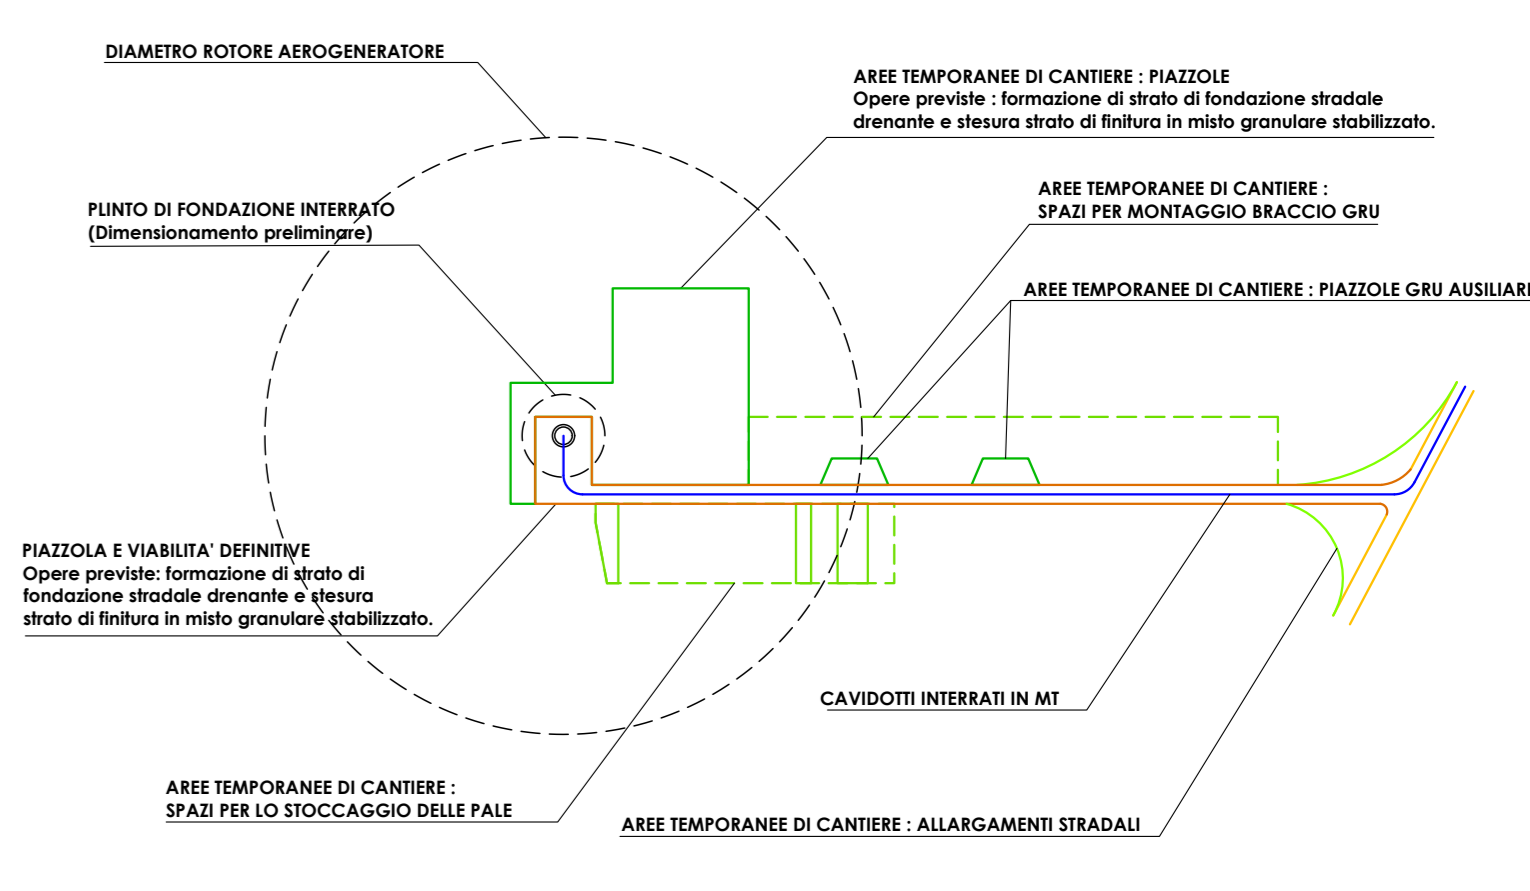 DIAMETRO ROTORE AEROGENERATORE
AREE TEMPORANEE DI CANTIERE : PIAZZOLE
Opere previste : formazione di strato di fondazione stradale
drenante e stesura strato di finitura in misto granulare stabilizzato.
AREE TEMPORANEE DI CANTIERE :
SPAZI PER MONTAGGIO BRACCIO GRU
PLINTO DI FONDAZIONE INTERRATO
(Dimensionamento preliminare)
AREE TEMPORANEE DI CANTIERE : PIAZZOLE GRU AUSILIARI
PIAZZOLA E VIABILITA' DEFINITIVE
Opere previste: formazione di strato di
fondazione stradale drenante e stesura
strato di finitura in misto granulare stabilizzato.
CAVIDOTTI INTERRATI IN MT
AREE TEMPORANEE DI CANTIERE :
SPAZI PER LO STOCCAGGIO DELLE PALE
AREE TEMPORANEE DI CANTIERE : ALLARGAMENTI STRADALI